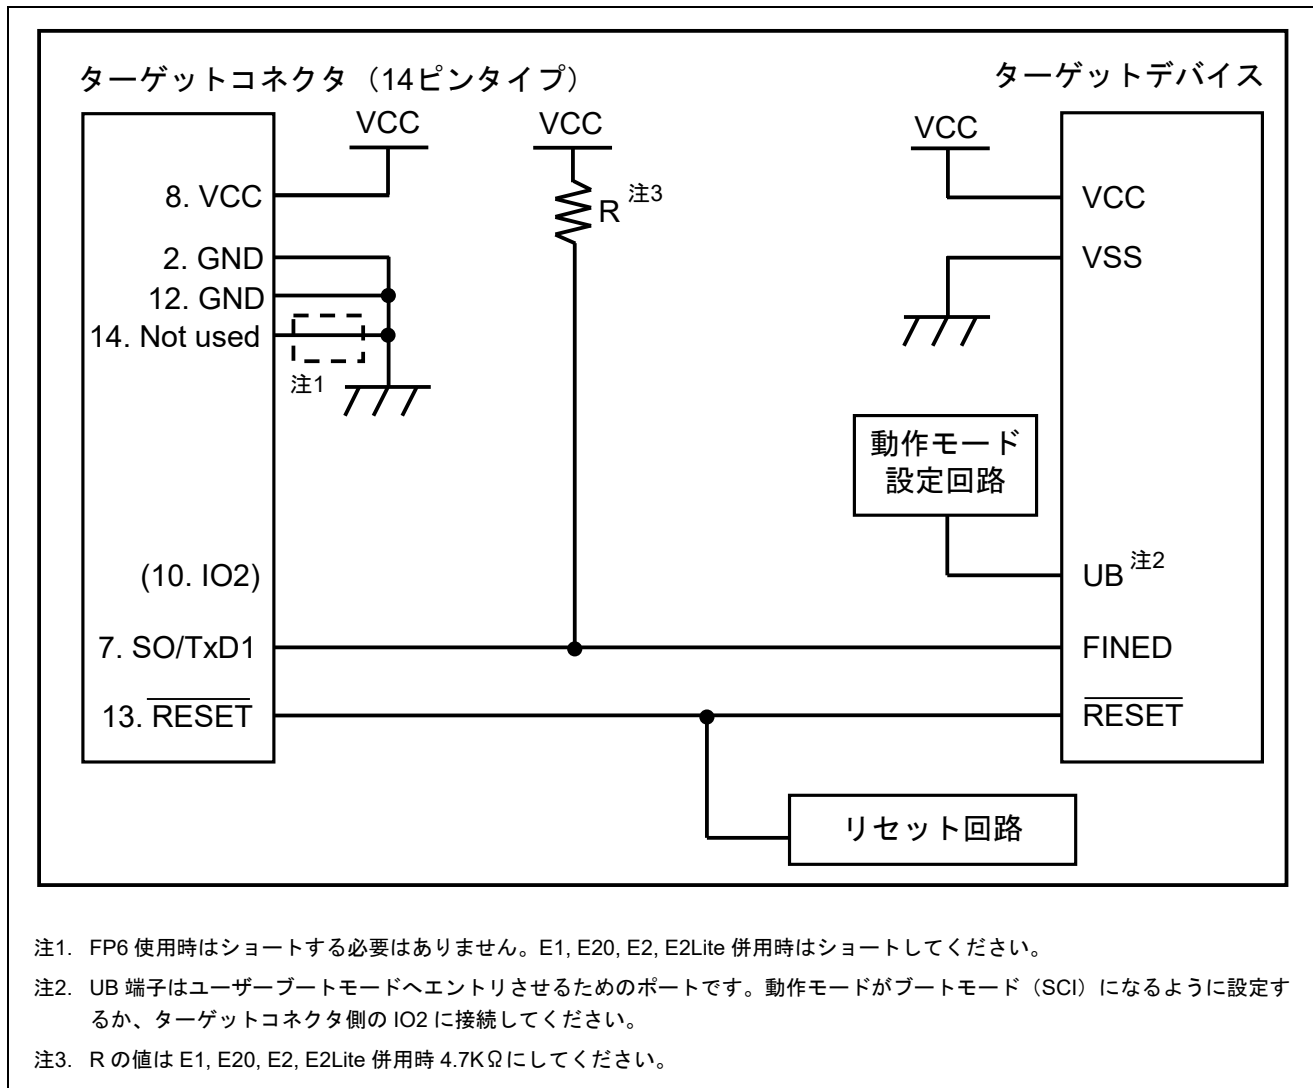 ターゲットコネクタ（14ピンタイプ）
ターゲットデバイス
VCC
VCC
VCC
8. VCC
R 注3
VCC
2. GND
VSS
12. GND
14. Not used
注1
動作モード
設定回路
(10. IO2)
UB 注2
7. SO/TxD1
FINED
13. RESET
RESET
リセット回路
注1. FP6 使用時はショートする必要はありません。E1, E20, E2, E2Lite 併用時はショートしてください。
注2. UB 端子はユーザーブートモードへエントリさせるためのポートです。動作モードがブートモード（SCI）になるように設定す
るか、ターゲットコネクタ側の IO2 に接続してください。
注3. R の値は E1, E20, E2, E2Lite 併用時 4.7KΩにしてください。